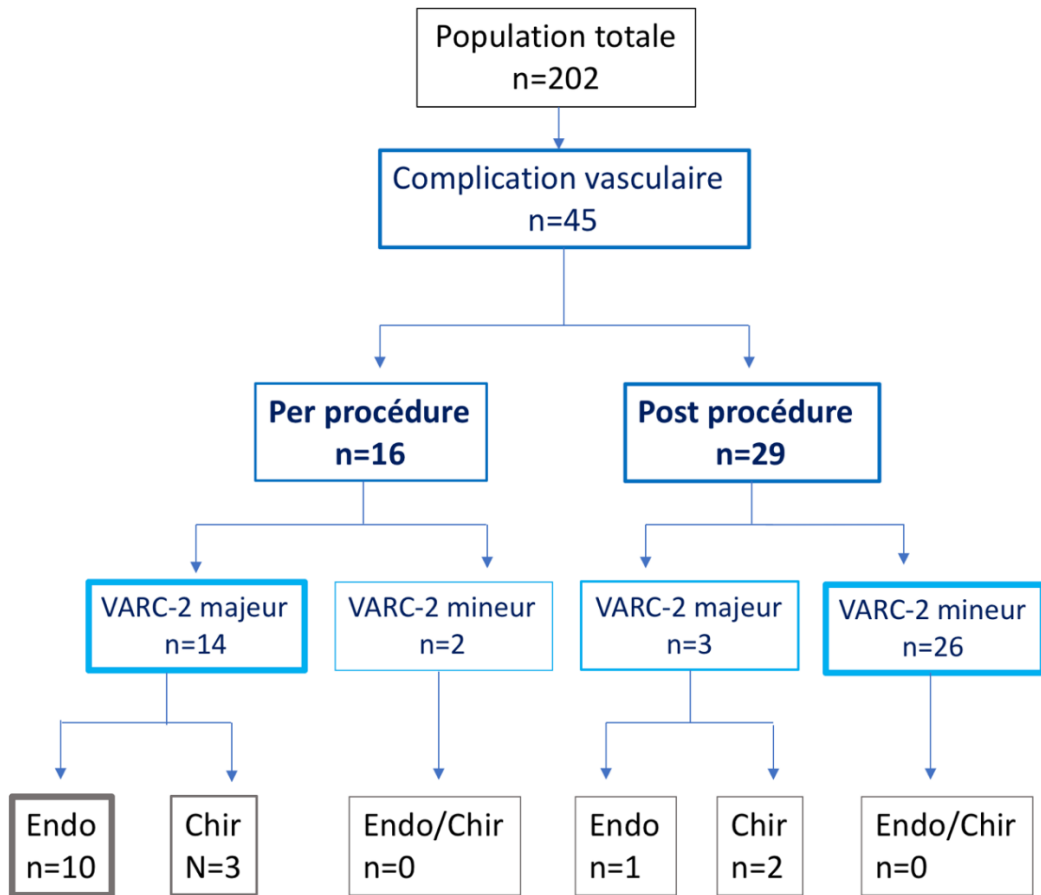 Population totale
n=202
Complication vasculaire
n=45
Per procédure
n=16
Post procédure
n=29
VARC-2 majeur
n=14
VARC-2 mineur
n=2
VARC-2 majeur
n=3
VARC-2 mineur
n=26
Endo
n=10
Chir
N=3
Endo/Chir
n=0
Endo
n=1
Chir
n=2
Endo/Chir
n=0